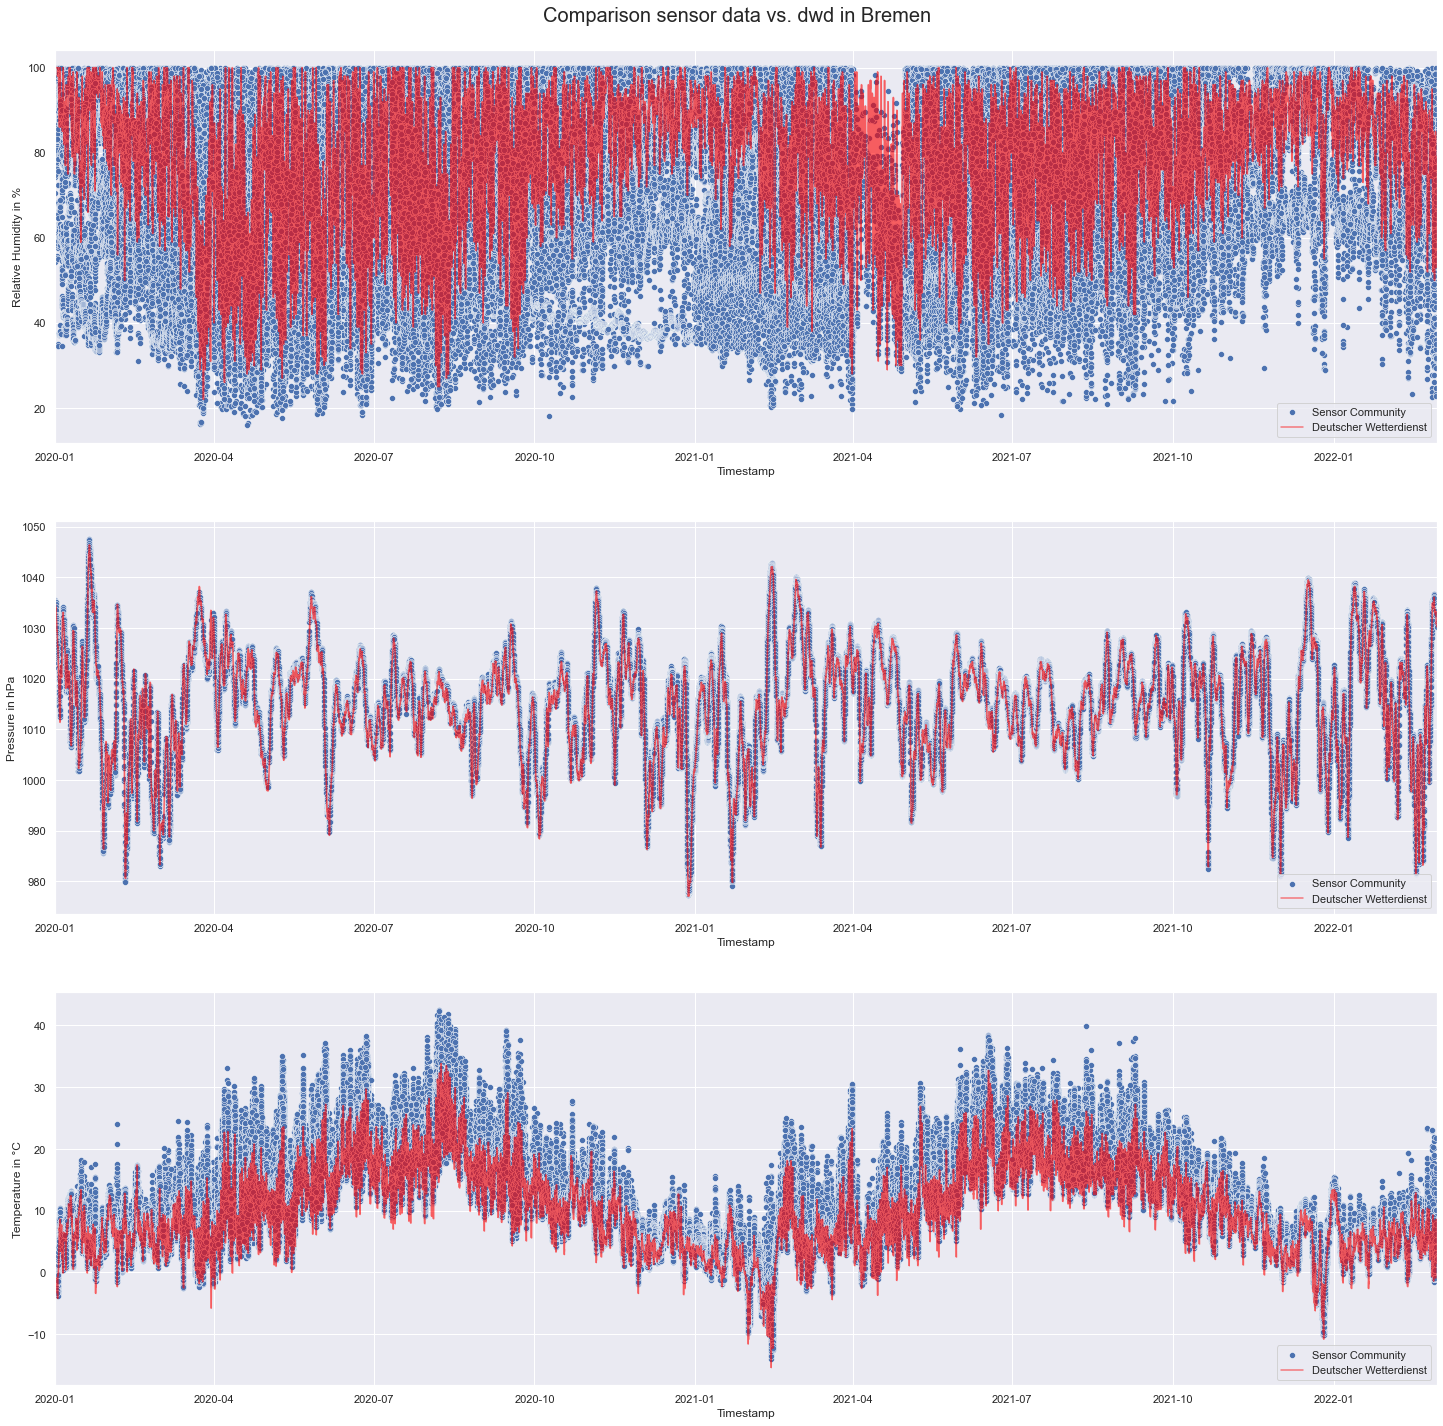 Comparison sensor data vs. dwd in Bremen
100
80
60
40
20
Relative Humidity in %
Sensor Community
Deutscher Wetterdienst
2020-01 2020-04 2020-07 2020-10 2021-01 2021-04 2021-07 2021-10 2022-01
Timestamp
1050
1040
1030
1020
1010
1000
990
980
Pressure in hPa
Sensor Community
Deutscher Wetterdienst
2020-01 2020-04 2020-07 2020-10 2021-01 2021-04 2021-07 2021-10 2022-01
Timestamp
40
30
20
10
0
−10
Temperature in °C
Sensor Community
Deutscher Wetterdienst
2020-01 2020-04 2020-07 2020-10 2021-01 2021-04 2021-07 2021-10 2022-01
Timestamp